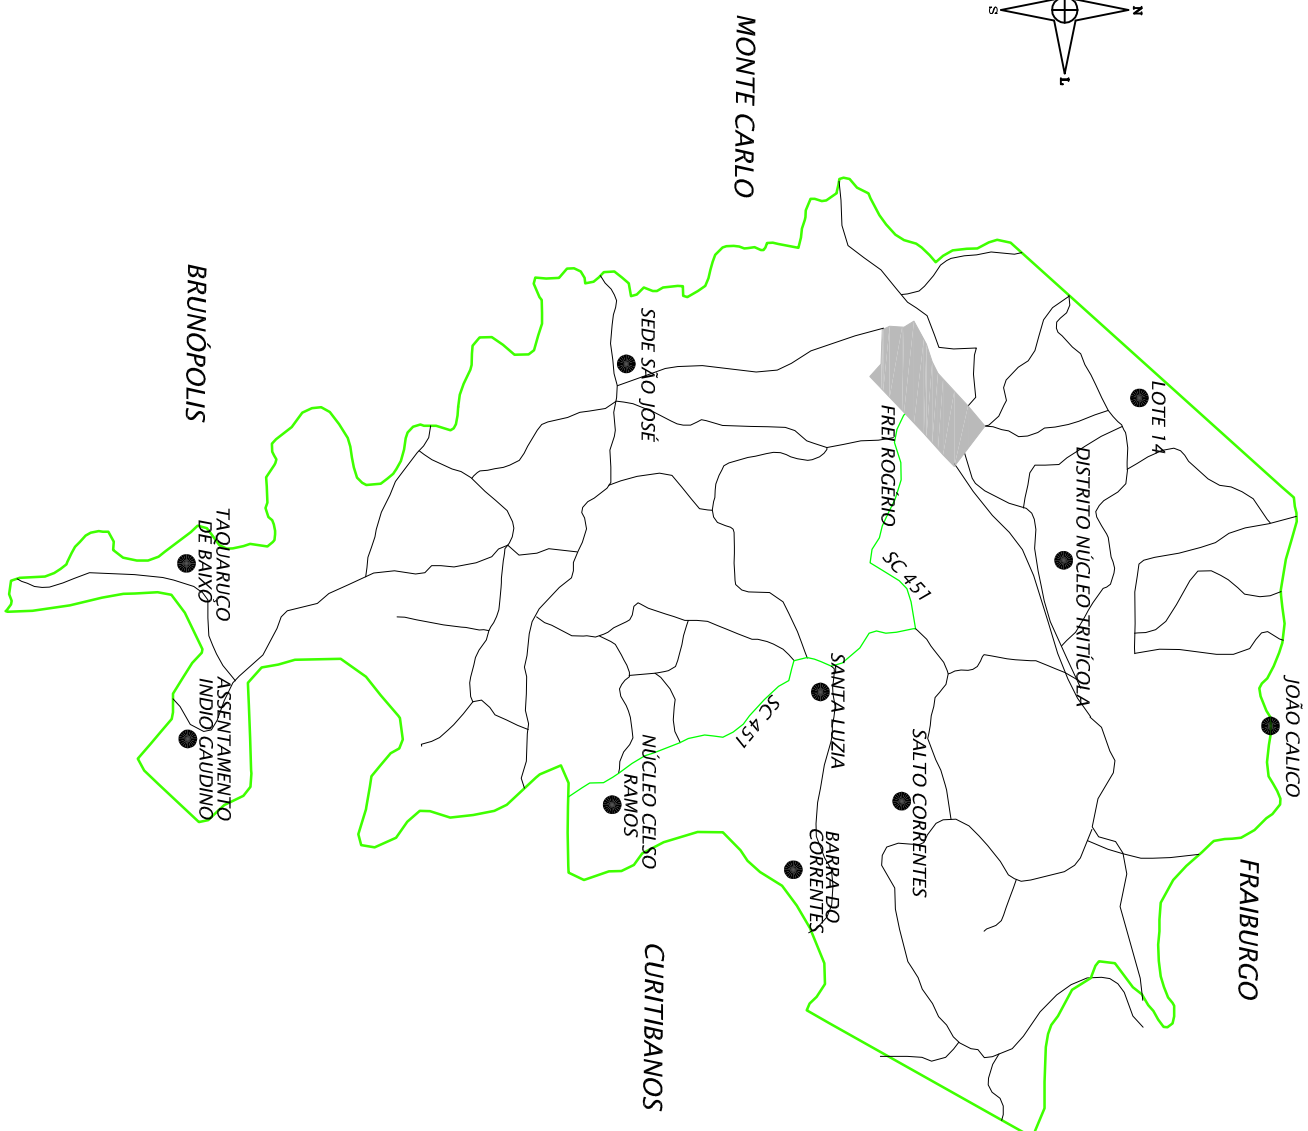 N
S
L
MONTE CARLO
BRUNÓPOLIS
FRAIBURGO
CURITIBANOS
LOTE 14
JOÃO CALICO
DISTRITO NÚCLEO TRITÍCOLA
FREI ROGÉRIO
SC 451
SEDE SÃO JOSÉ
SANTA LUZIA
SC 451
SALTO CORRENTES
BARRA DO
CORRENTES
NÚCLEO CELSO
RAMOS
TAQUARUÇO
DE BAIXO
ASSENTAMENTO
INDIO GAUDINO